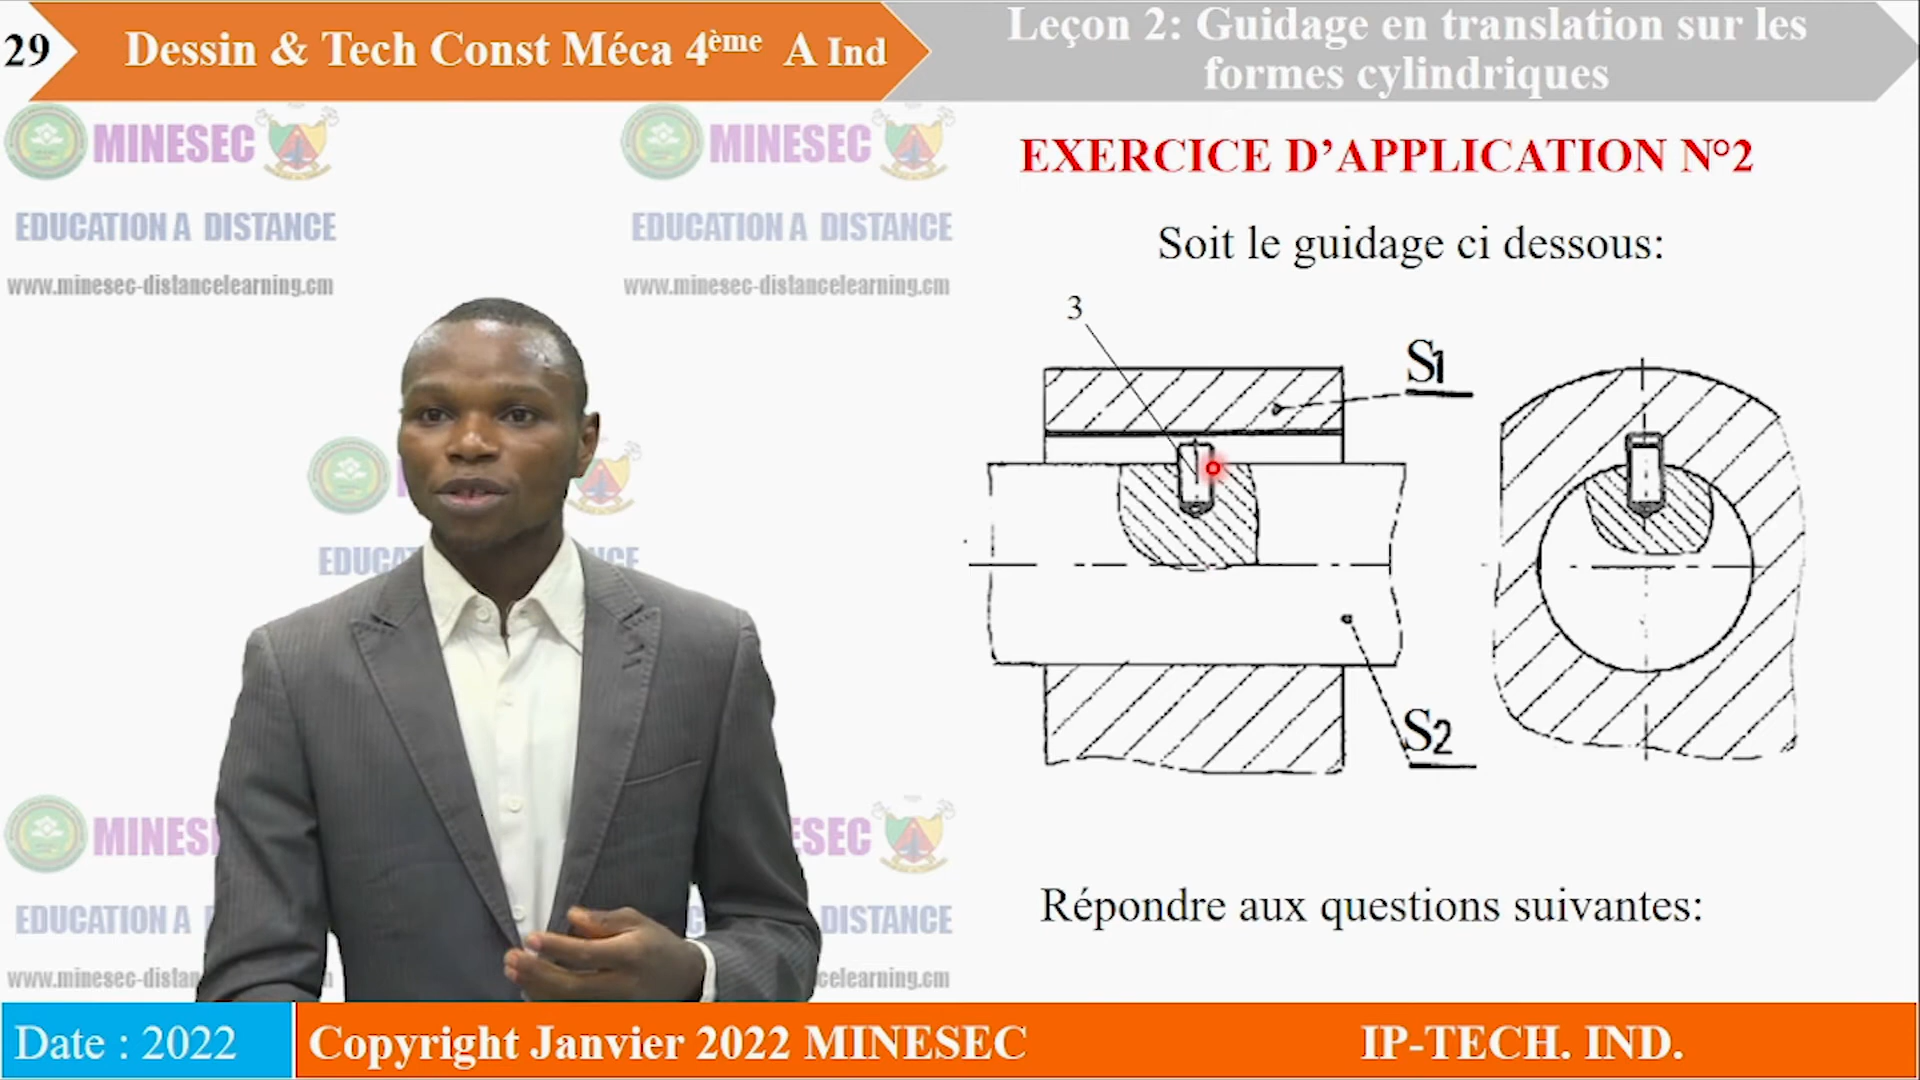 29
Dessin & Tech Const Méca 4ème A Ind
Leçon 2: Guidage en translation sur les
formes cylindriques
MINESEC
EDUCATION A DISTANCE
www.minesec-distancelearning.cm
MINESEC
EDUCATION A DISTANCE
www.minesec-distancelearning.cm
EXERCICE D'APPLICATION N°2
Soit le guidage ci dessous:
3
S1
S2
Répondre aux questions suivantes:
EDUCATION A
DISTANCE
Date : 2022
Copyright Janvier 2022 MINESEC
IP-TECH. IND.